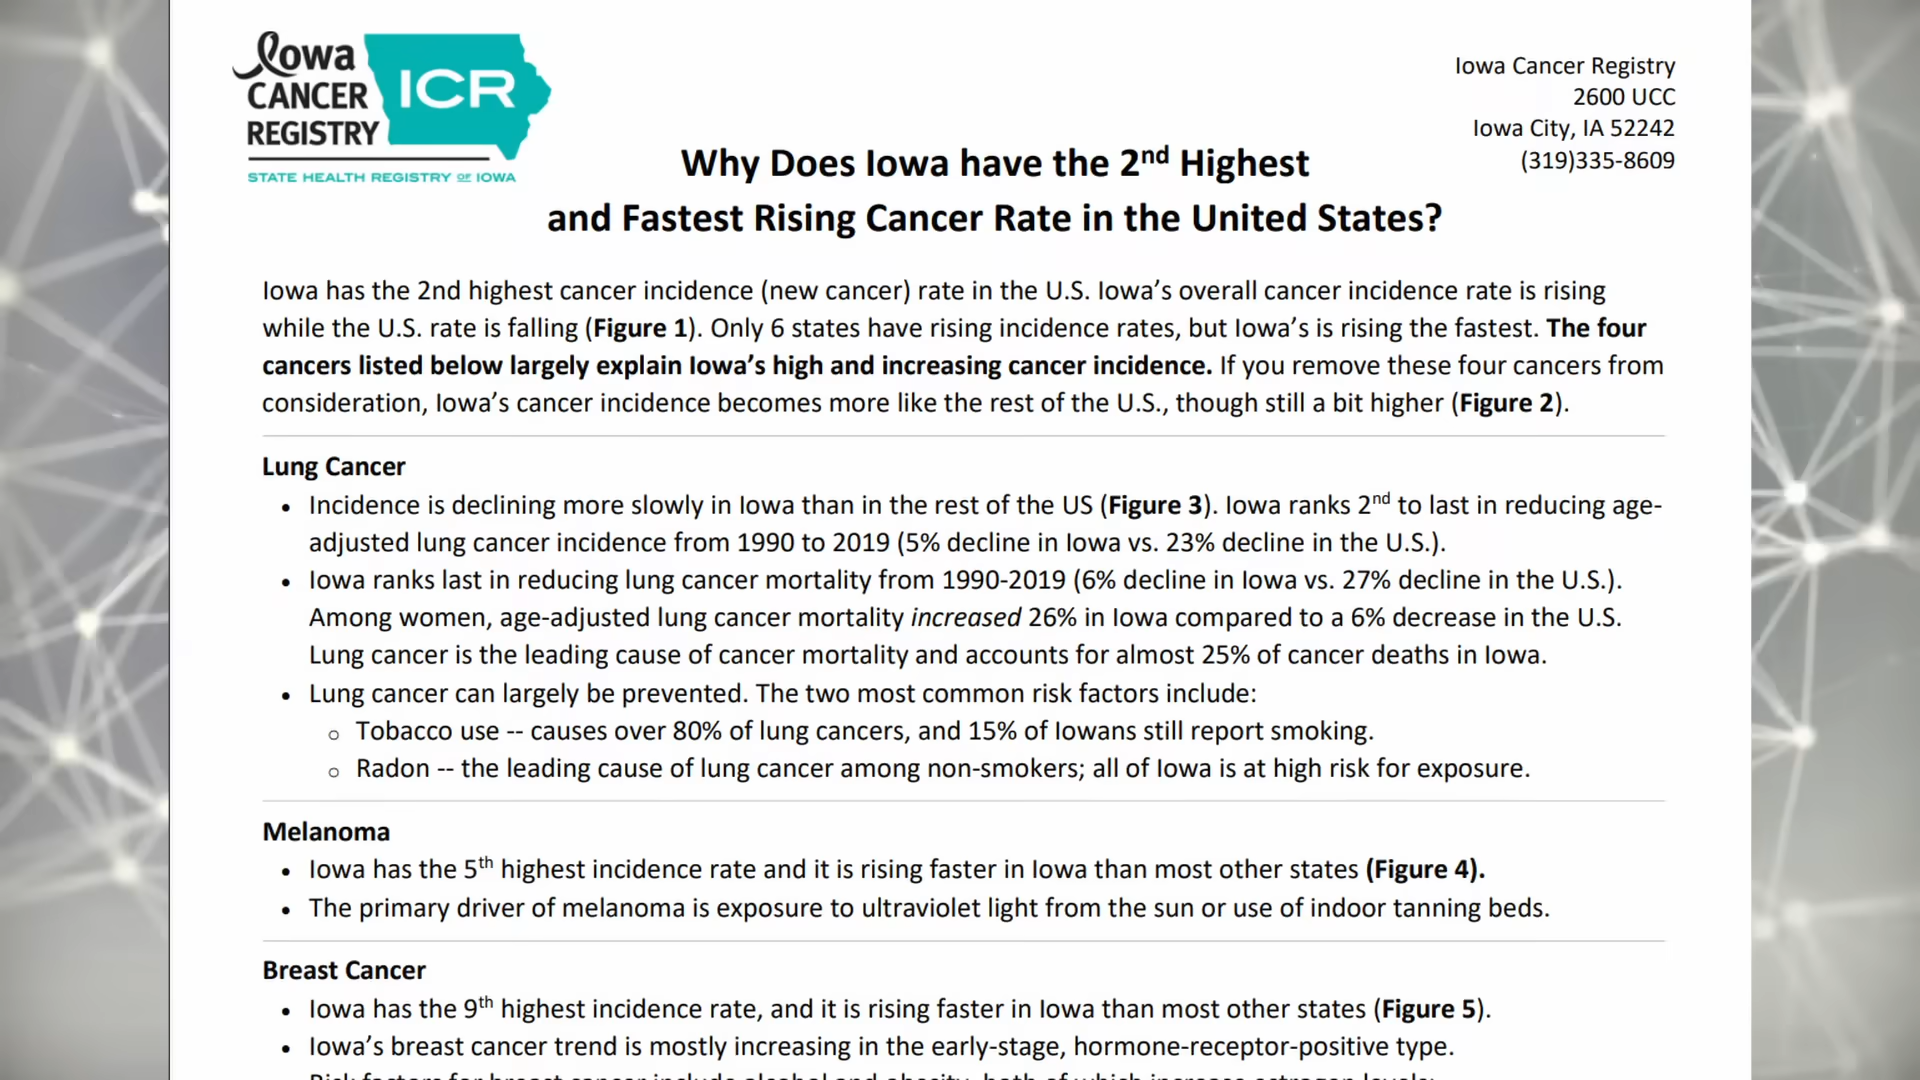 Iowa
CANCER
REGISTRY
ICR
STATE HEALTH REGISTRY OF IOWA
Iowa Cancer Registry
2600 UCC
Iowa City, IA 52242
(319)335-8609
Why Does Iowa have the 2nd Highest
and Fastest Rising Cancer Rate in the United States?
Iowa has the 2nd highest cancer incidence (new cancer) rate in the U.S. Iowa's overall cancer incidence rate is rising
while the U.S. rate is falling (Figure 1). Only 6 states have rising incidence rates, but Iowa's is rising the fastest. The four
cancers listed below largely explain Iowa's high and increasing cancer incidence. If you remove these four cancers from
consideration, Iowa's cancer incidence becomes more like the rest of the U.S., though still a bit higher (Figure 2).
Lung Cancer
• Incidence is declining more slowly in Iowa than in the rest of the US (Figure 3). Iowa ranks 2nd to last in reducing age-
adjusted lung cancer incidence from 1990 to 2019 (5% decline in Iowa vs. 23% decline in the U.S.).
• Iowa ranks last in reducing lung cancer mortality from 1990-2019 (6% decline in Iowa vs. 27% decline in the U.S.).
Among women, age-adjusted lung cancer mortality increased 26% in Iowa compared to a 6% decrease in the U.S.
Lung cancer is the leading cause of cancer mortality and accounts for almost 25% of cancer deaths in Iowa.
• Lung cancer can largely be prevented. The two most common risk factors include:
○ Tobacco use -- causes over 80% of lung cancers, and 15% of Iowans still report smoking.
○ Radon -- the leading cause of lung cancer among non-smokers; all of Iowa is at high risk for exposure.
Melanoma
• Iowa has the 5th highest incidence rate and it is rising faster in Iowa than most other states (Figure 4).
• The primary driver of melanoma is exposure to ultraviolet light from the sun or use of indoor tanning beds.
Breast Cancer
• Iowa has the 9th highest incidence rate, and it is rising faster in Iowa than most other states (Figure 5).
• Iowa's breast cancer trend is mostly increasing in the early-stage, hormone-receptor-positive type.
Risk factors for breast cancer include alcohol and obesity, both of which increase estrogen levels: